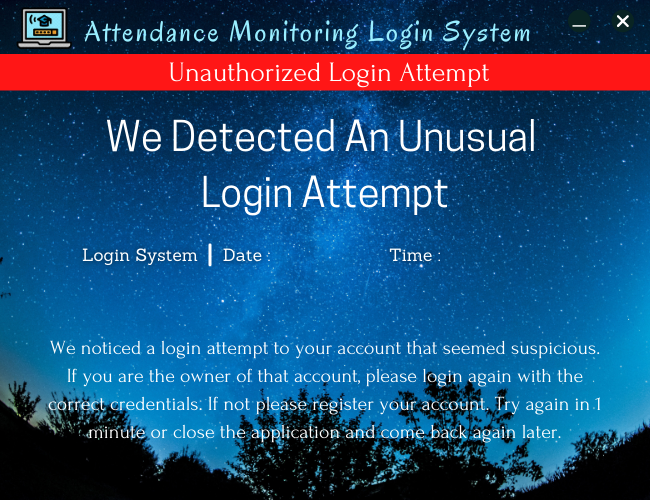 Attendance Monitoring Login System
Unauthorized Login Attempt
We Detected An Unusual
Login Attempt
Login System | Date : Time :
We noticed a login attempt to your account that seemed suspicious.
If you are the owner of that account, please login again with the
correct credentials. If not please register your account. Try again in 1
minute or close the application and come back again later.